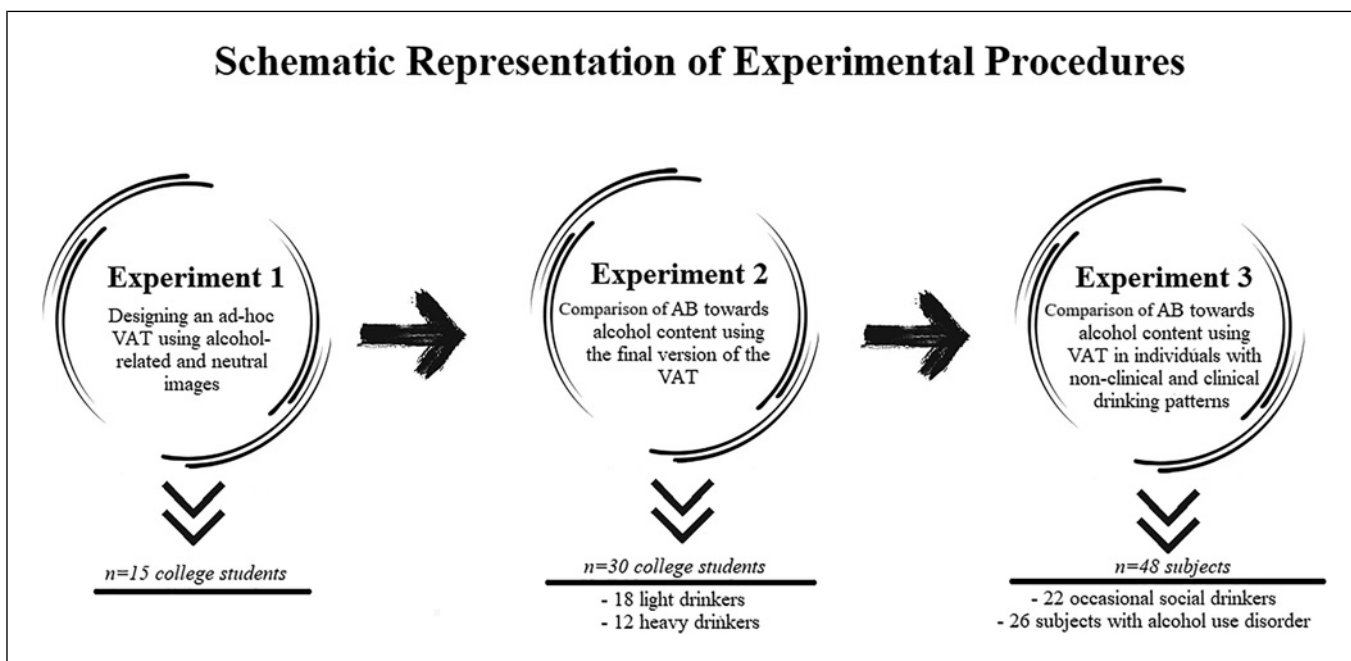 Schematic Representation of Experimental Procedures
Experiment 1
Designing an ad-hoc
VAT using alcohol-
related and neutral
images
n=15 college students
Experiment 2
Comparison of AB towards
alcohol content using
the final version of the
VAT
n=30 college students
- 18 light drinkers
- 12 heavy drinkers
Experiment 3
Comparison of AB towards
alcohol content using
VAT in individuals with
non-clinical and clinical
drinking patterns
n=48 subjects
- 22 occasional social drinkers
- 26 subjects with alcohol use disorder